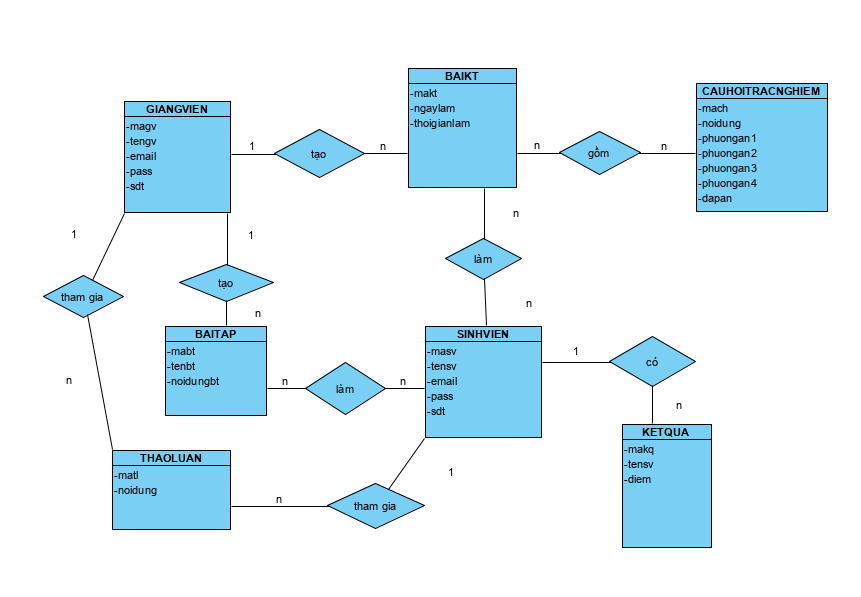 BAIKT
-makt
-ngaylam
-thoigianlam
CAUHOITRACNGHIEM
-mach
-noidung
-phuongan1
-phuongan2
-phuongan3
-phuongan4
-dapan
GIANGVIEN
-magv
-tengv
-email
-pass
-sdt
1
tạo
n
n
gồm
n
n
làm
n
1
tham gia
n
1
tạo
n
BAITAP
-mabt
-tenbt
-noidungbt
n
làm
n
SINHVIEN
-masv
-tensv
-email
-pass
-sdt
1
có
n
KETQUA
-makq
-tensv
-diem
THAOLUAN
-matl
-noidung
n
tham gia
1